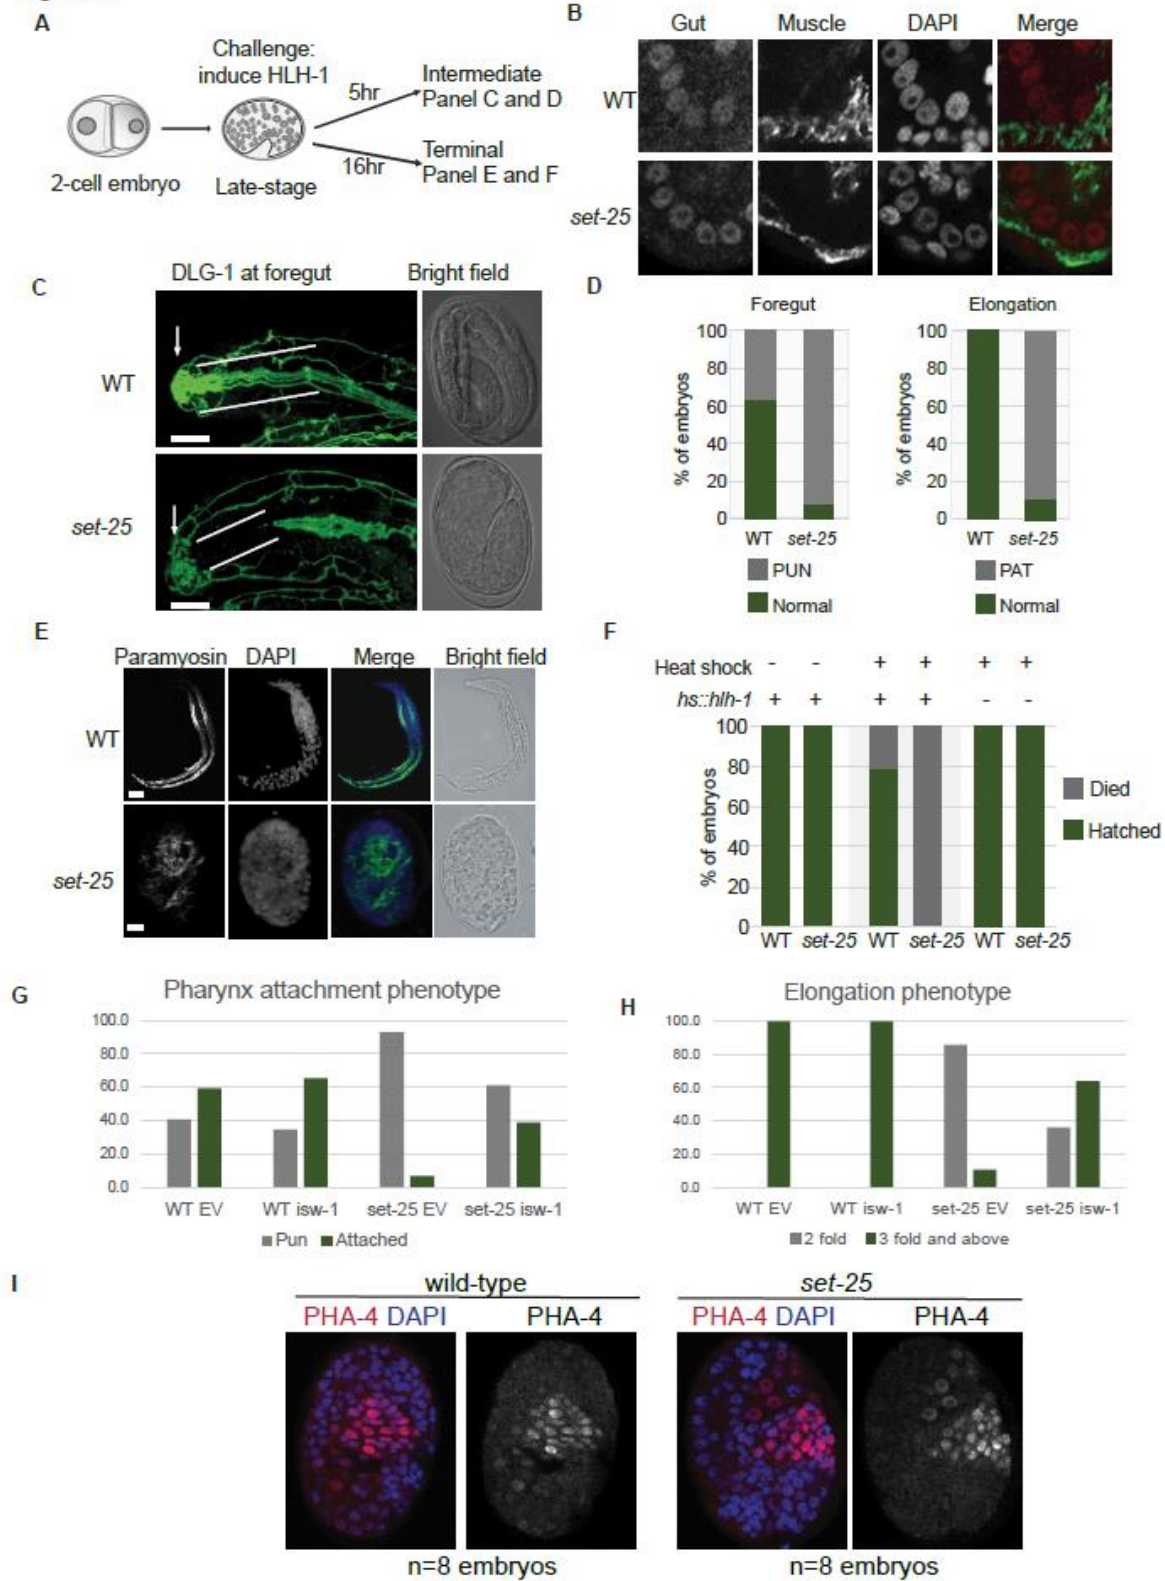 A
Challenge:
induce HLH-1
5hr
16hr
2-cell embryo
Late-stage
Intermediate
Panel C and D
Terminal
Panel E and F
B
Gut Muscle DAPI Merge
WT
set-25
C
DLG-1 at foregut Bright field
WT
set-25
D
Foregut Elongation
% of embryos
100
80
60
40
20
0
WT set-25
PUN
Normal
% of embryos
100
80
60
40
20
0
WT set-25
PAT
Normal
E
Paramyosin DAPI Merge Bright field
WT
set-25
F
Heat shock - - + + + +
hs::hlh-1 + + + + - -
% of embryos
100
80
60
40
20
0
WT set-25 WT set-25 WT set-25
Died
Hatched
G
Pharynx attachment phenotype
100.0
80.0
60.0
40.0
20.0
0.0
WT EV WT isw-1 set-25 EV set-25 isw-1
Pun Attached
H
Elongation phenotype
100.0
80.0
60.0
40.0
20.0
0.0
WT EV WT isw-1 set-25 EV set-25 isw-1
2 fold 3 fold and above
I
wild-type set-25
PHA-4 DAPI PHA-4 PHA-4 DAPI PHA-4
n=8 embryos n=8 embryos